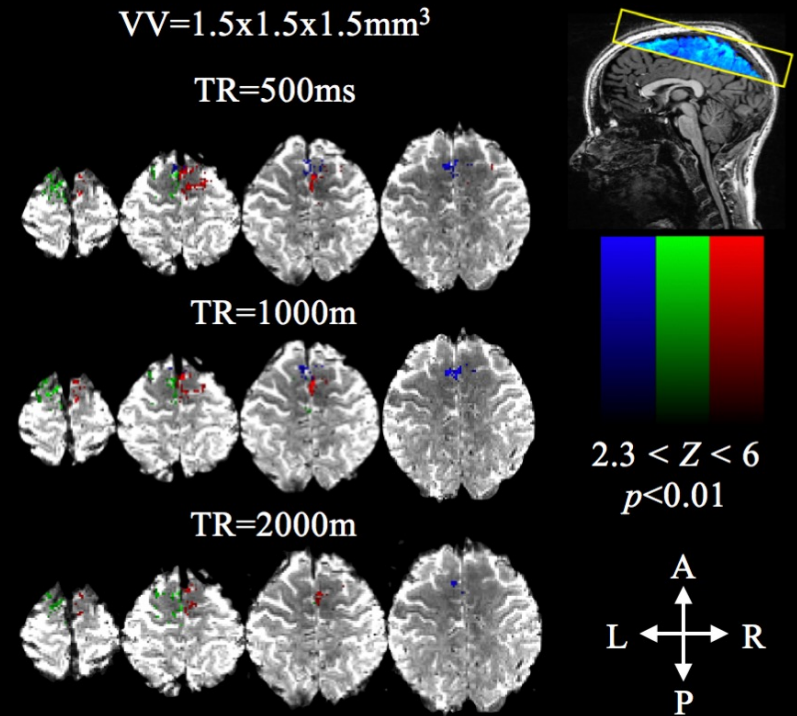 VV=1.5x1.5x1.5mm³
TR=500ms
TR=1000m
TR=2000m
2.3 < Z < 6
p<0.01
A
L R
P